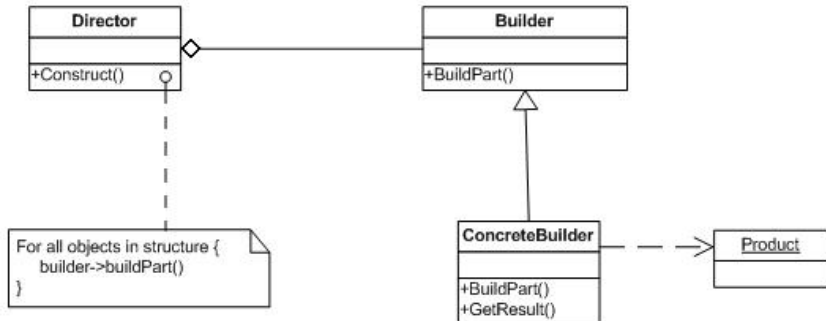 Director
Builder
+Construct()
+BuildPart()
For all objects in structure {
builder->buildPart()
}
ConcreteBuilder
+BuildPart()
+GetResult()
Product